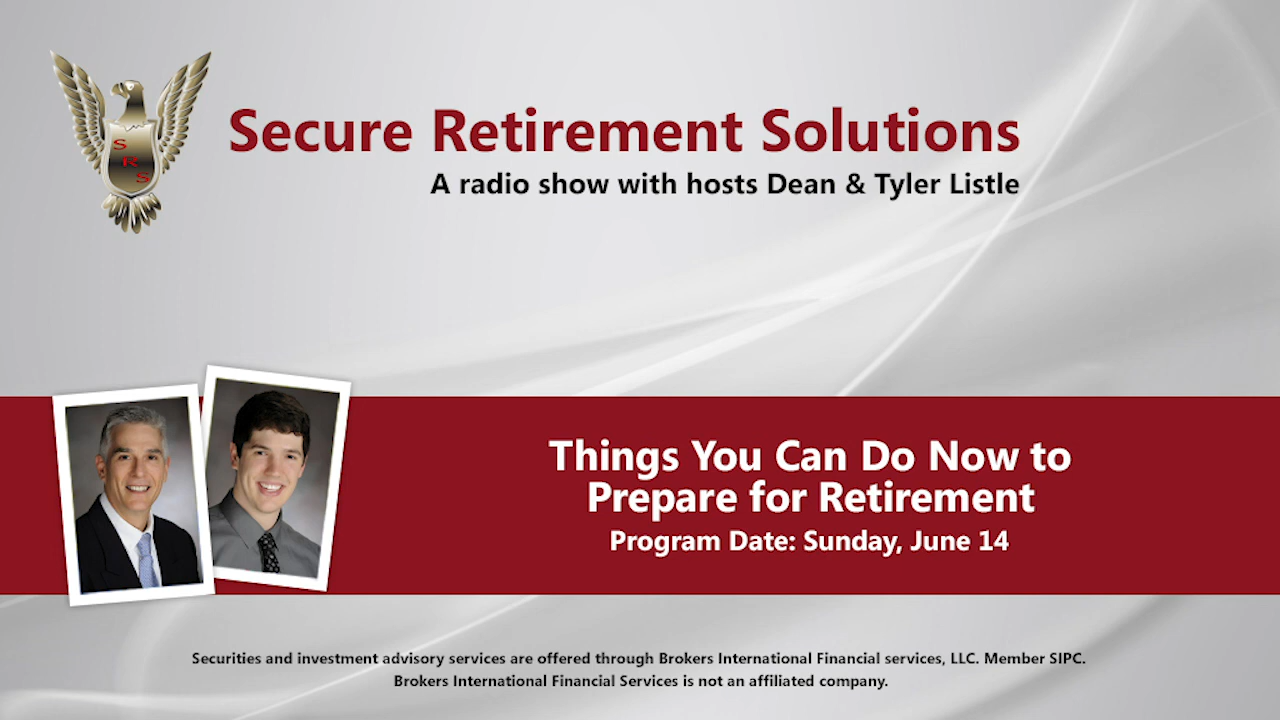 S
R
S
Secure Retirement Solutions
A radio show with hosts Dean & Tyler Listle
Things You Can Do Now to
Prepare for Retirement
Program Date: Sunday, June 14
Securities and investment advisory services are offered through Brokers International Financial services, LLC. Member SIPC.
Brokers International Financial Services is not an affiliated company.